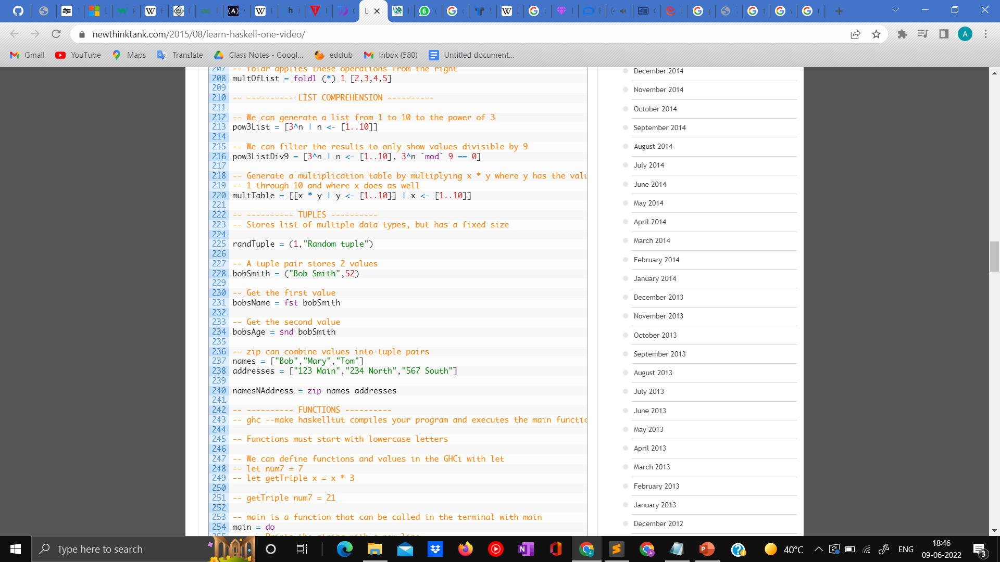 newthinktank.com/2015/08/learn-haskell-one-video/
A
Gmail
YouTube
Maps
Translate
Class Notes - Googl...
edclub
Inbox (580)
Untitled document...
207 -- foldr applies these operations from the right
208 multOfList = foldl (*) 1 [2,3,4,5]
209
210 -- ---------- LIST COMPREHENSION ----------
211
212 -- We can generate a list from 1 to 10 to the power of 3
213 pow3List = [3^n | n <- [1..10]]
214
215 -- We can filter the results to only show values divisible by 9
216 pow3ListDiv9 = [3^n | n <- [1..10], 3^n `mod` 9 == 0]
217
218 -- Generate a multiplication table by multiplying x * y where y has the valu
219 -- 1 through 10 and where x does as well
220 multTable = [[x * y | y <- [1..10]] | x <- [1..10]]
221
222 -- ---------- TUPLES ----------
223 -- Stores list of multiple data types, but has a fixed size
224
225 randTuple = (1,"Random tuple")
226
227 -- A tuple pair stores 2 values
228 bobSmith = ("Bob Smith",52)
229
230 -- Get the first value
231 bobsName = fst bobSmith
232
233 -- Get the second value
234 bobsAge = snd bobSmith
235
236 -- zip can combine values into tuple pairs
237 names = ["Bob","Mary","Tom"]
238 addresses = ["123 Main","234 North","567 South"]
239
240 namesNAddress = zip names addresses
241
242 -- ---------- FUNCTIONS ----------
243 -- ghc --make haskelltut compiles your program and executes the main functio
244
245 -- Functions must start with lowercase letters
246
247 -- We can define functions and values in the GHCi with let
248 -- let num7 = 7
249 -- let getTriple x = x * 3
250
251 -- getTriple num7 = 21
252
253 -- main is a function that can be called in the terminal with main
254 main = do
December 2014
November 2014
October 2014
September 2014
August 2014
July 2014
June 2014
May 2014
April 2014
March 2014
February 2014
January 2014
December 2013
November 2013
October 2013
September 2013
August 2013
July 2013
June 2013
May 2013
April 2013
March 2013
February 2013
January 2013
December 2012
Type here to search
40°C
ENG
18:46
09-06-2022
3